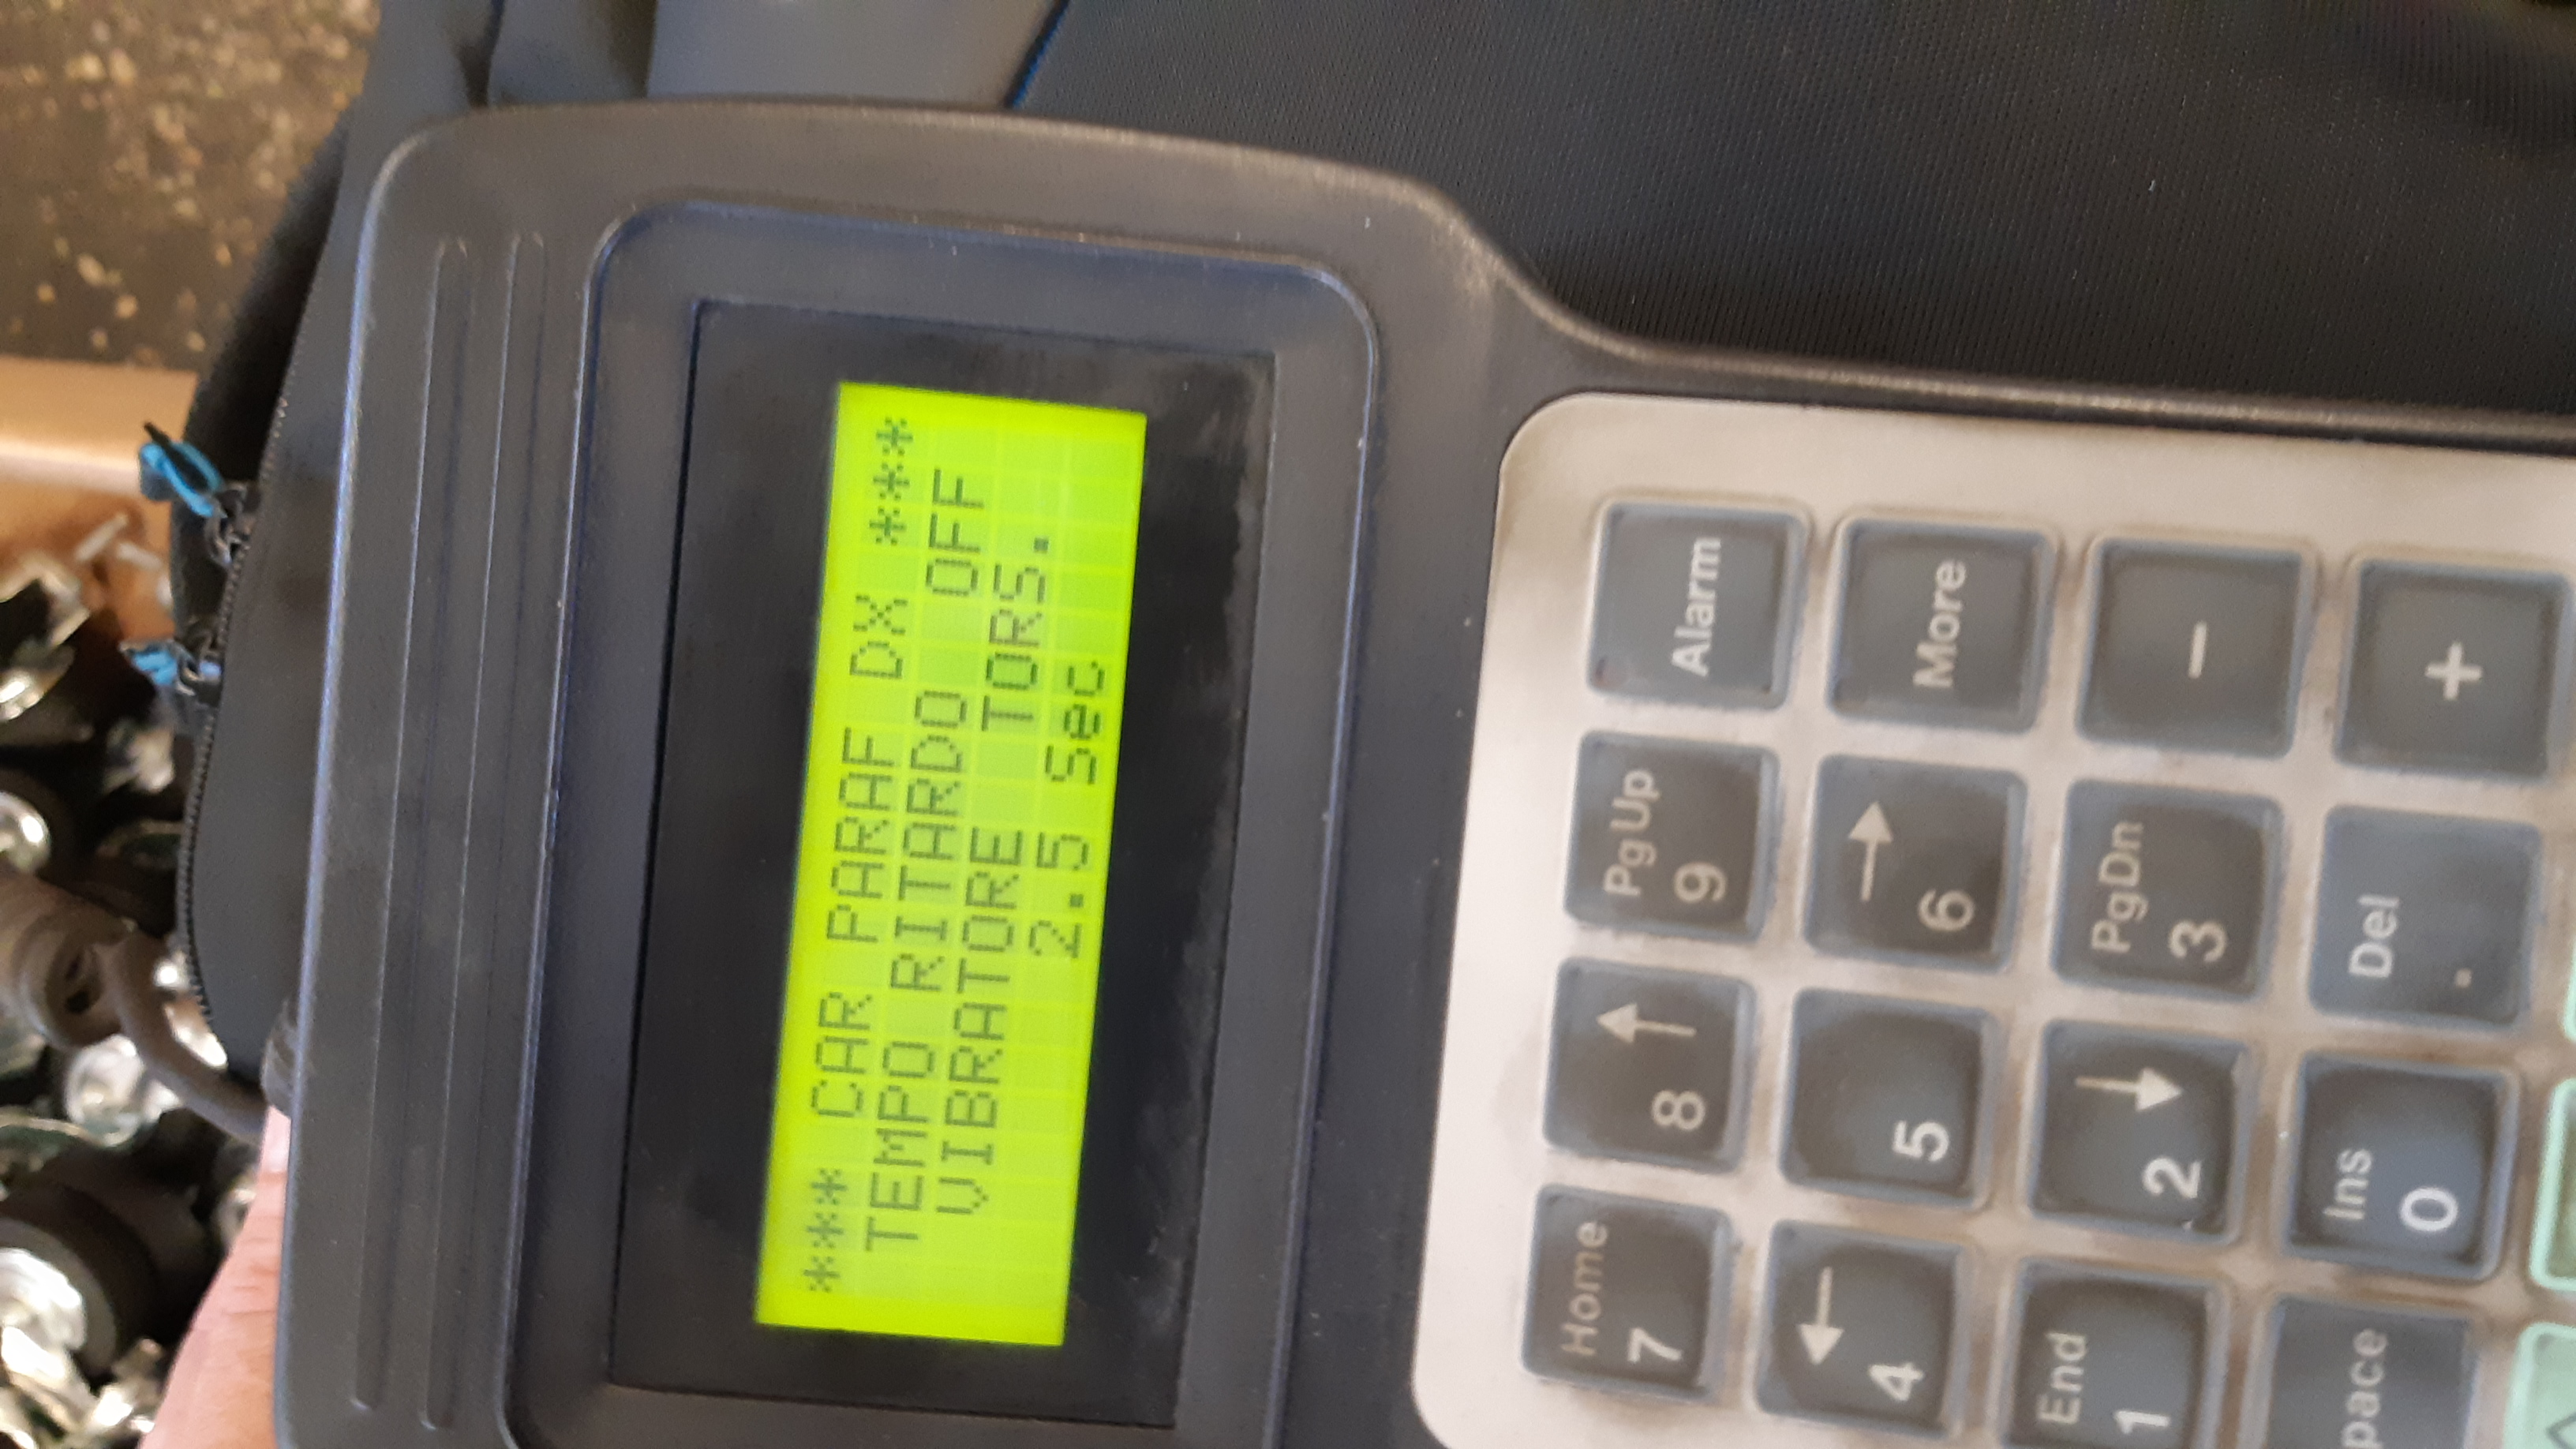 *** CAR PARAF DX ***
TEMPO RITARDO OFF
VIBRATORE TORS.
2.5 Sec
Home
7
8
PgUp
9
Alarm
4
5
6
More
End
1
2
PgDn
3
-
pace
Ins
0
Del
.
+